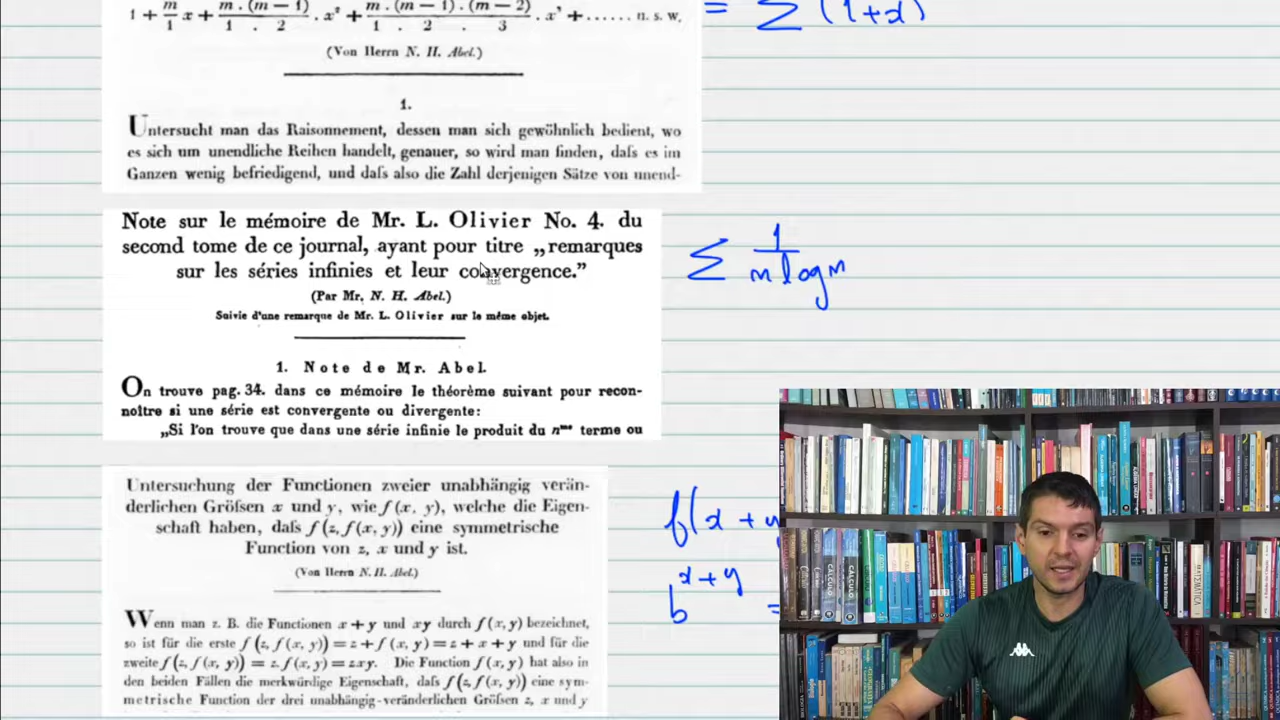 1 + m/1 x + m.(m−1)/1 . 2 . x² + m.(m−1).(m−2)/1 . 2 . 3 . x³ + ...... u. s. w.
= Σ (1+x)
(Von Herrn N. H. Abel.)
1.
Untersucht man das Raisonnement, dessen man sich gewöhnlich bedient, wo
es sich um unendliche Reihen handelt, genauer, so wird man finden, daſs es im
Ganzen wenig befriedigend, und daſs also die Zahl derjenigen Sätze von unend-
Note sur le mémoire de Mr. L. Olivier No. 4. du
second tome de ce journal, ayant pour titre „remarques
sur les séries infinies et leur convergence.”
(Par Mr. N. H. Abel.)
Suivie d'une remarque de Mr. L. Olivier sur le même objet.
Σ 1/m log m
1. Note de Mr. Abel.
On trouve pag. 34. dans ce mémoire le théorème suivant pour recon-
noître si une série est convergente ou divergente:
„Si l'on trouve que dans une série infinie le produit du nme terme ou
Untersuchung der Functionen zweier unabhängig verän-
derlichen Gröſsen x und y, wie f(x, y), welche die Eigen-
schaft haben, daſs f(z, f(x, y)) eine symmetrische
Function von z, x und y ist.
(Von Herrn N. H. Abel.)
f(x + y
b^x+y =
Wenn man z. B. die Functionen x + y und xy durch f(x, y) bezeichnet,
so ist für die erste f(z, f(x, y)) = z + f(x, y) = z + x + y und für die
zweite f(z, f(x, y)) = z. f(x, y) = zxy. Die Function f(x, y) hat also in
den beiden Fällen die merkwürdige Eigenschaft, daſs f(z, f(x, y)) eine sym-
metrische Function der drei unabhängig-veränderlichen Gröſsen z, x und y